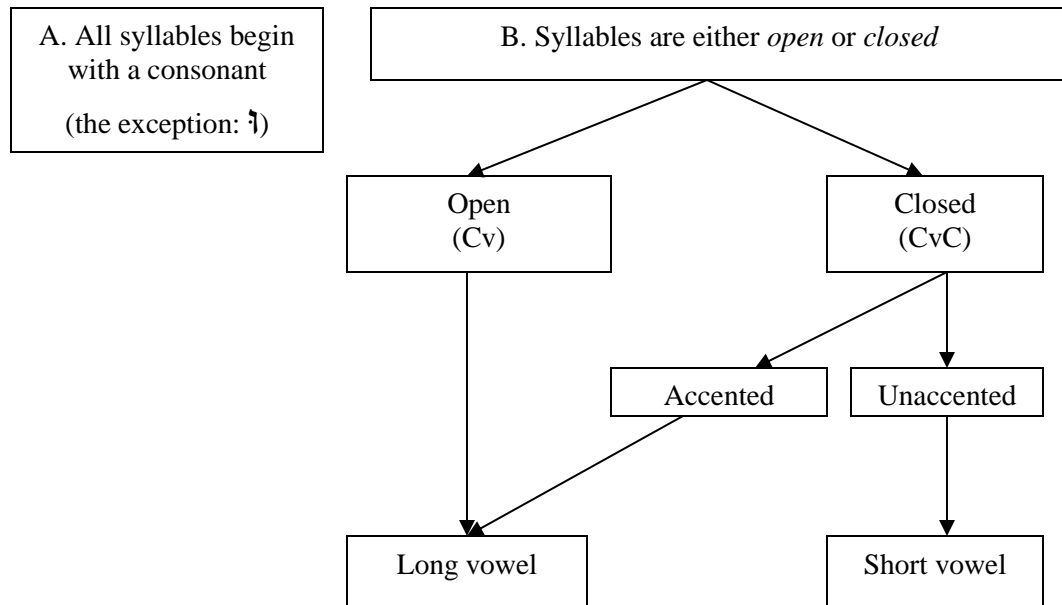 A. All syllables begin
with a consonant
(the exception: וּ)
B. Syllables are either open or closed
Open
(Cv)
Closed
(CvC)
Accented
Unaccented
Long vowel
Short vowel